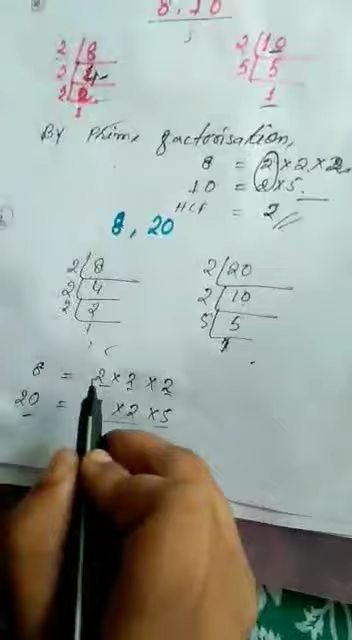 8, 10
2 8 2 10
2 4 5 5
2 2 1
1
By Prime factorisation,
8 = 2 × 2 × 2
10 = 2 × 5
HCF = 2 //
8, 20
2 8 2 20
2 4 2 10
2 2 5 5
1 1
8 = 2 × 2 × 2
20 = × 2 × 5